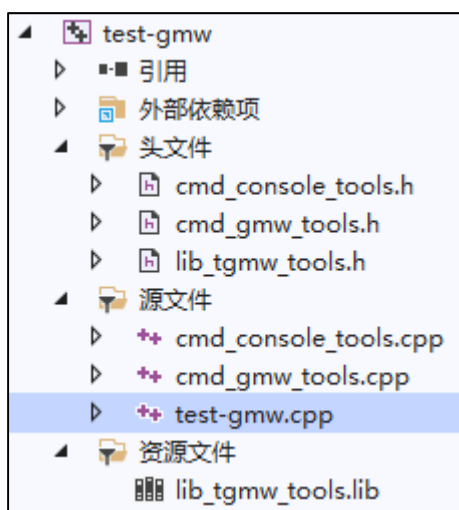 test-gmw
引用
外部依赖项
头文件
cmd_console_tools.h
cmd_gmw_tools.h
lib_tgmw_tools.h
源文件
cmd_console_tools.cpp
cmd_gmw_tools.cpp
test-gmw.cpp
资源文件
lib_tgmw_tools.lib